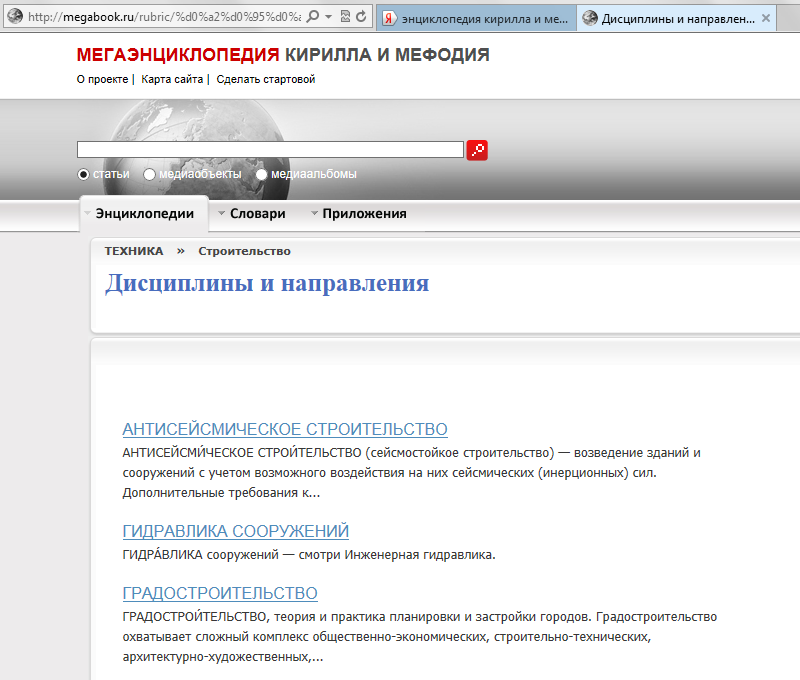 http://megabook.ru/rubric/%d0%a2%d0%95%d0%a
энциклопедия кирилла и ме...
Дисциплины и направлен...
МЕГАЭНЦИКЛОПЕДИЯ КИРИЛЛА И МЕФОДИЯ
О проекте | Карта сайта | Сделать стартовой
статьи медиаобъекты медиаальбомы
Энциклопедии Словари Приложения
ТЕХНИКА » Строительство
Дисциплины и направления
АНТИСЕЙСМИЧЕСКОЕ СТРОИТЕЛЬСТВО
АНТИСЕЙСМИ́ЧЕСКОЕ СТРОИ́ТЕЛЬСТВО (сейсмостойкое строительство) — возведение зданий и
сооружений с учетом возможного воздействия на них сейсмических (инерционных) сил.
Дополнительные требования к...
ГИДРАВЛИКА СООРУЖЕНИЙ
ГИДРА́ВЛИКА сооружений — смотри Инженерная гидравлика.
ГРАДОСТРОИТЕЛЬСТВО
ГРАДОСТРОИ́ТЕЛЬСТВО, теория и практика планировки и застройки городов. Градостроительство
охватывает сложный комплекс общественно-экономических, строительно-технических,
архитектурно-художественных,...